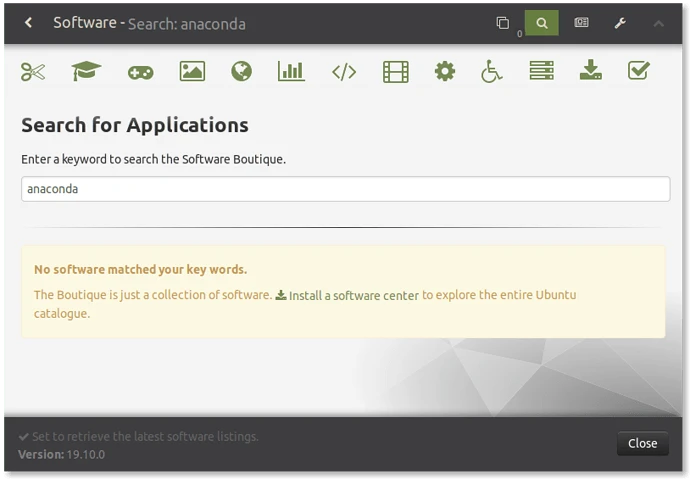 Software - Search: anaconda
0
Search for Applications
Enter a keyword to search the Software Boutique.
anaconda
No software matched your key words.
The Boutique is just a collection of software. Install a software center to explore the entire Ubuntu
catalogue.
Set to retrieve the latest software listings.
Version: 19.10.0
Close